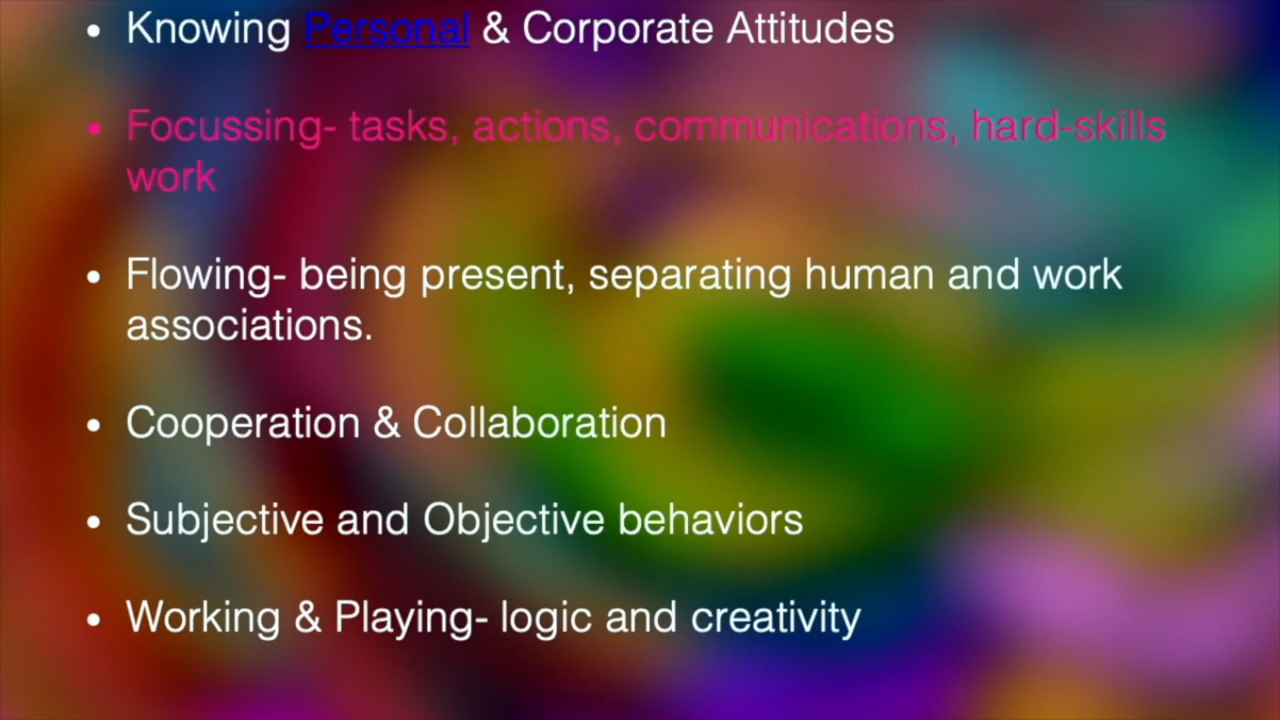 • Knowing Personal & Corporate Attitudes
• Focussing- tasks, actions, communications, hard-skills
work
• Flowing- being present, separating human and work
associations.
• Cooperation & Collaboration
• Subjective and Objective behaviors
• Working & Playing- logic and creativity